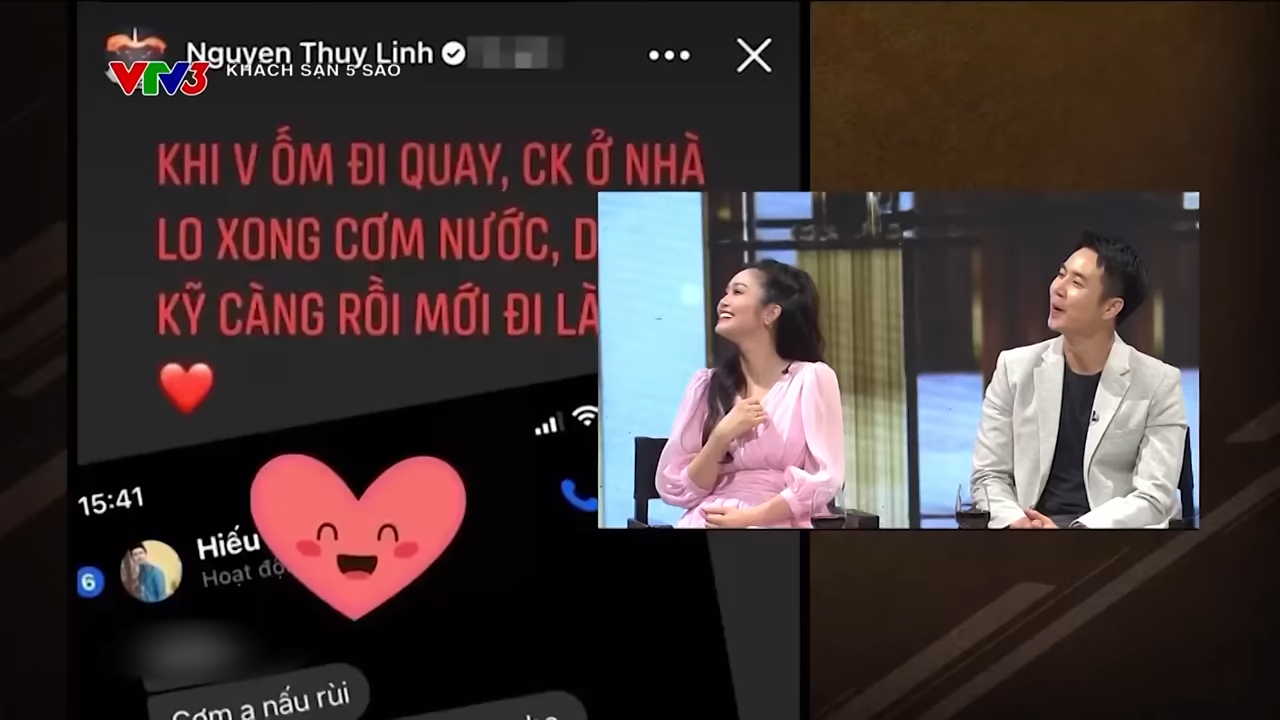 Nguyen Thuy Linh
VTV3 KHÁCH SẠN 5 SAO
KHI V ỐM ĐI QUAY, CK Ở NHÀ
LO XONG CƠM NƯỚC, D
KỸ CÀNG RỒI MỚI ĐI LÀ
15:41
6
Hiếu
Hoạt độ
Cơm a nấu rùi